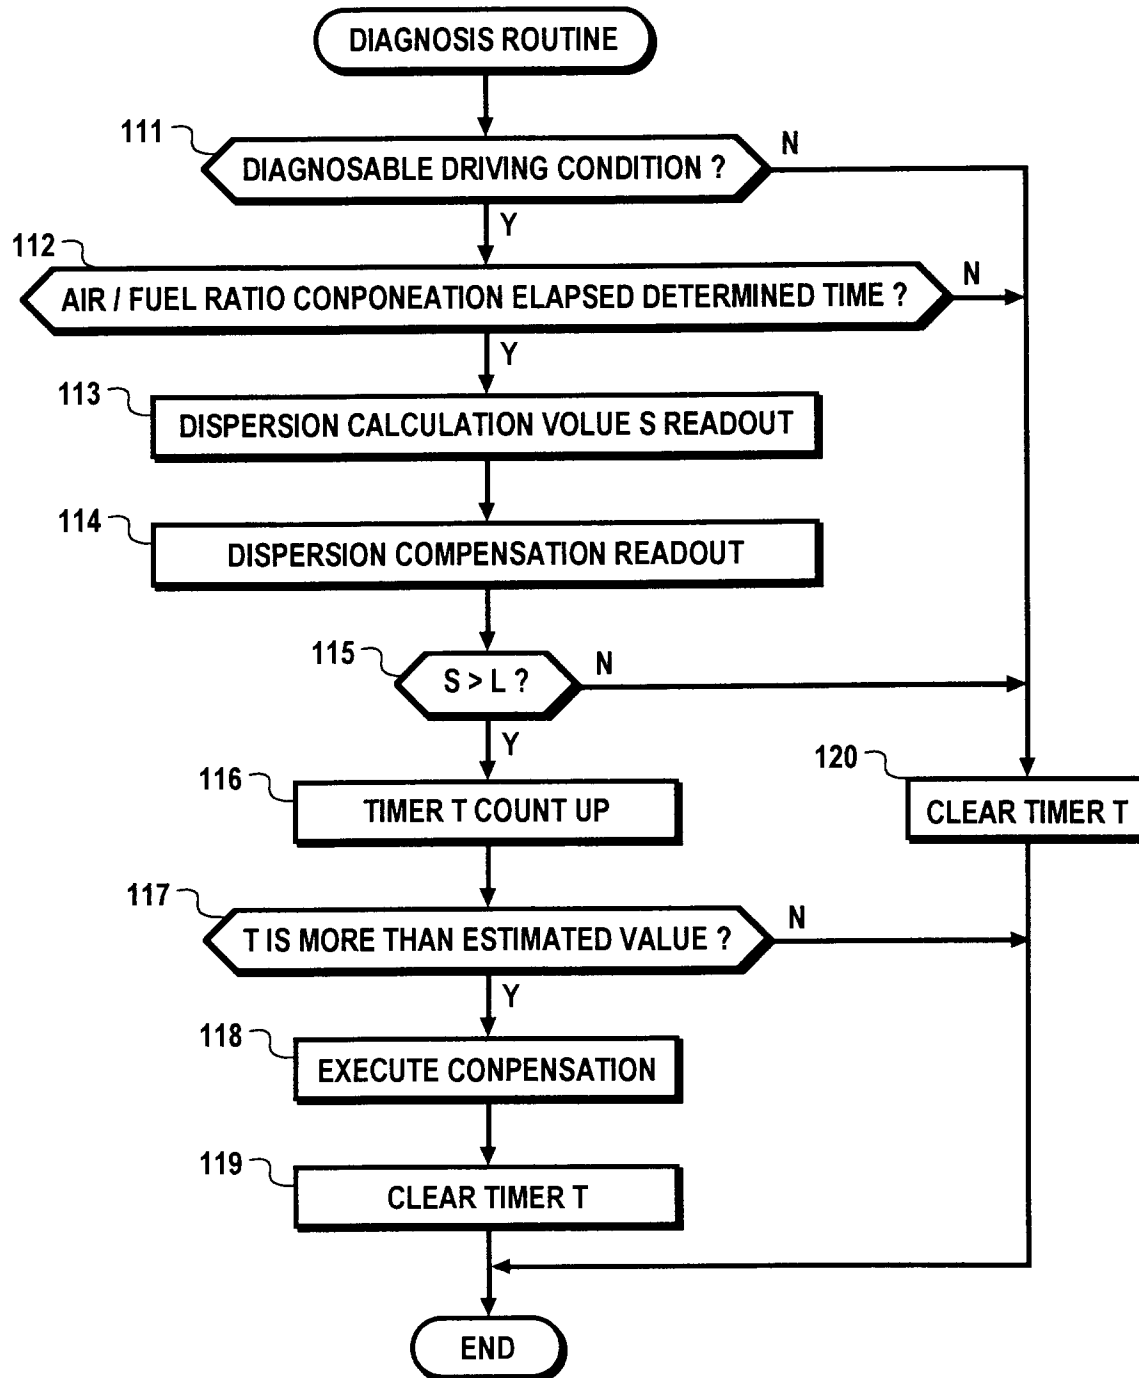 DIAGNOSIS ROUTINE
111
DIAGNOSABLE DRIVING CONDITION ?
N
Y
112
AIR / FUEL RATIO CONPONEATION ELAPSED DETERMINED TIME ?
N
Y
113
DISPERSION CALCULATION VOLUE S READOUT
114
DISPERSION COMPENSATION READOUT
115
S > L ?
N
Y
116
TIMER T COUNT UP
120
CLEAR TIMER T
117
T IS MORE THAN ESTIMATED VALUE ?
N
Y
118
EXECUTE CONPENSATION
119
CLEAR TIMER T
END